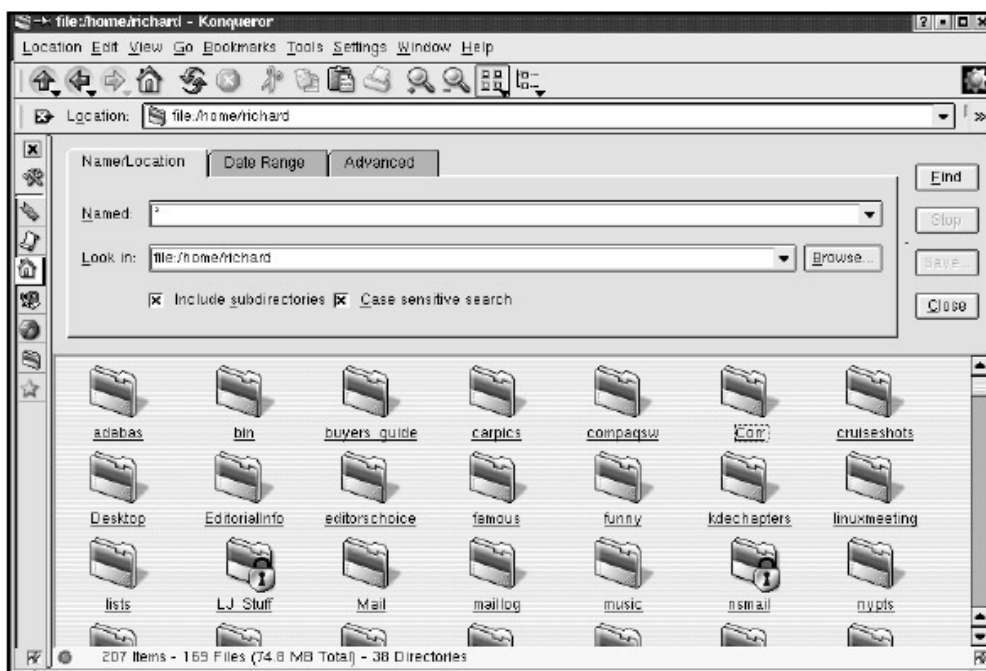 file:/home/richard - Konqueror
Location Edit View Go Bookmarks Tools Settings Window Help
Location: file:/home/richard
Name/Location Date Range Advanced
Find
Named: *
Stop
Look in: file:/home/richard Browse...
Save...
Include subdirectories Case sensitive search
Close
adabas bin buyers_guide carpics compaqsw Corr cruiseshots
Desktop EditorialInfo editorschoice famous funny kdechapters linuxmeeting
lists LJ_Stuff Mail maillog music nsmail nypts
207 Items - 169 Files (74.8 MB Total) - 38 Directories